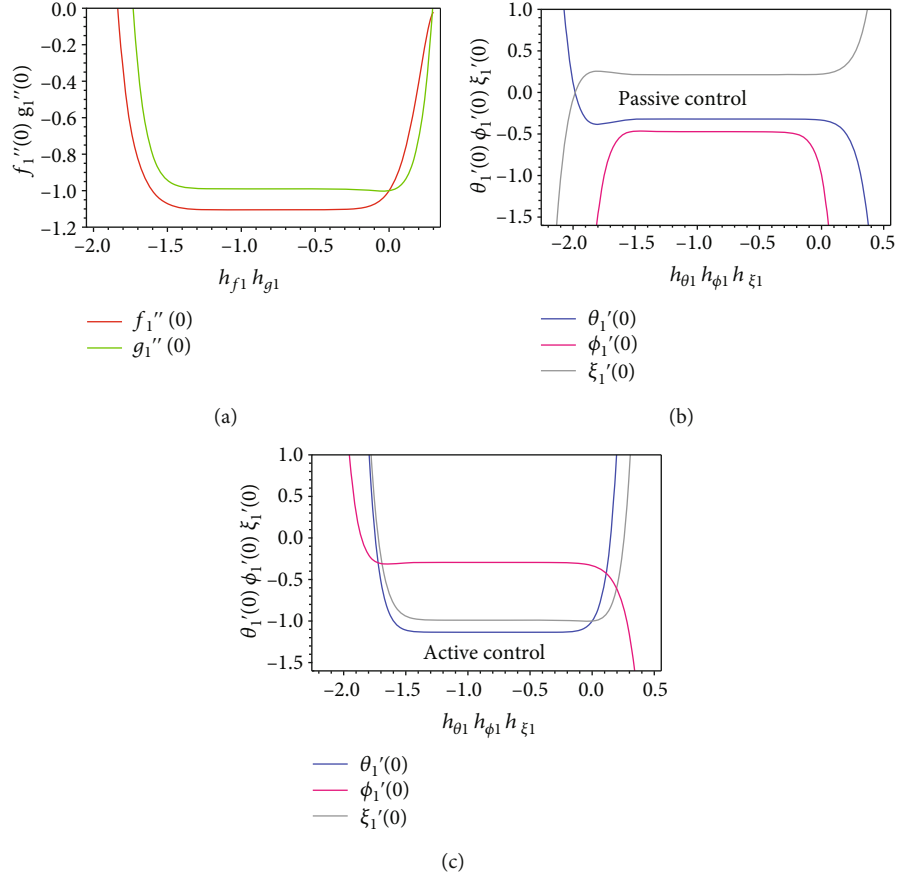 0.0
−0.2
−0.4
−0.6
−0.8
−1.0
−1.2
f₁′′(0) g₁′′(0)
−2.0 −1.5 −1.0 −0.5 0.0
h_f1 h_g1
f₁′′ (0)
g₁′′ (0)
(a)
1.0
0.5
0.0
−0.5
−1.0
−1.5
θ₁′(0) ϕ₁′(0) ξ₁′(0)
Passive control
−2.0 −1.5 −1.0 −0.5 0.0 0.5
h_θ1 h_ϕ1 h_ξ1
θ₁′(0)
ϕ₁′(0)
ξ₁′(0)
(b)
1.0
0.5
0.0
−0.5
−1.0
−1.5
θ₁′(0) ϕ₁′(0) ξ₁′(0)
Active control
−2.0 −1.5 −1.0 −0.5 0.0 0.5
h_θ1 h_ϕ1 h_ξ1
θ₁′(0)
ϕ₁′(0)
ξ₁′(0)
(c)